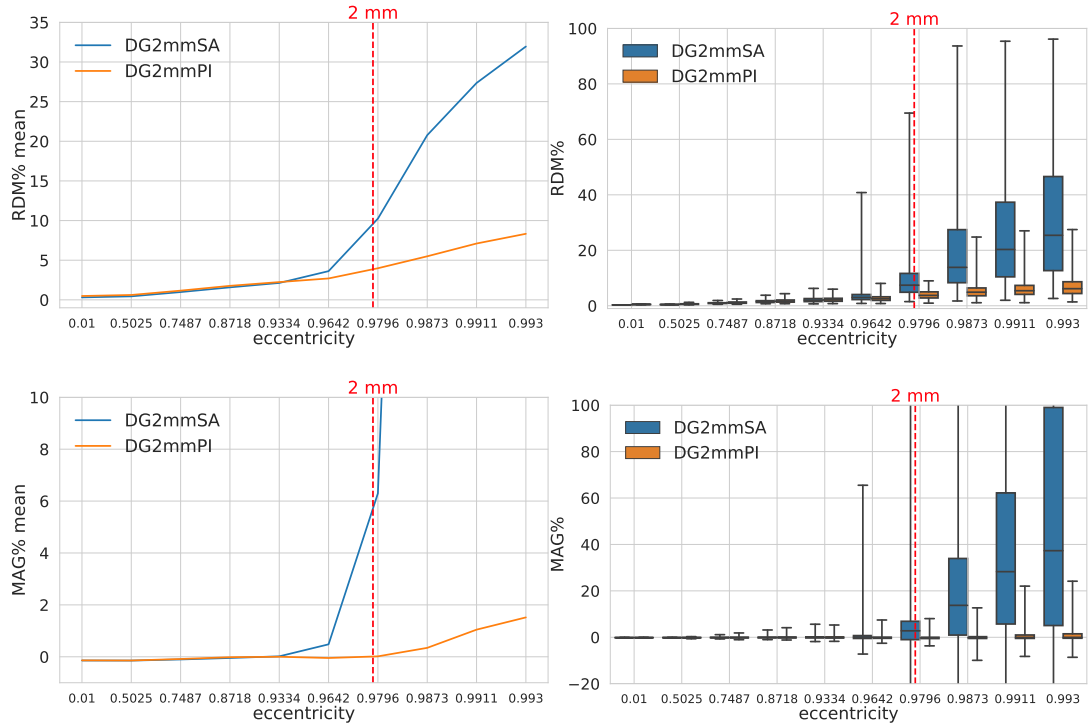 2 mm
RDM% mean
35
30
25
20
15
10
5
0
DG2mmSA
DG2mmPI
0.01 0.5025 0.7487 0.8718 0.9334 0.9642 0.9796 0.9873 0.9911 0.993
eccentricity
2 mm
RDM%
100
80
60
40
20
0
DG2mmSA
DG2mmPI
0.01 0.5025 0.7487 0.8718 0.9334 0.9642 0.9796 0.9873 0.9911 0.993
eccentricity
2 mm
MAG% mean
10
8
6
4
2
0
DG2mmSA
DG2mmPI
0.01 0.5025 0.7487 0.8718 0.9334 0.9642 0.9796 0.9873 0.9911 0.993
eccentricity
2 mm
MAG%
100
80
60
40
20
0
−20
DG2mmSA
DG2mmPI
0.01 0.5025 0.7487 0.8718 0.9334 0.9642 0.9796 0.9873 0.9911 0.993
eccentricity